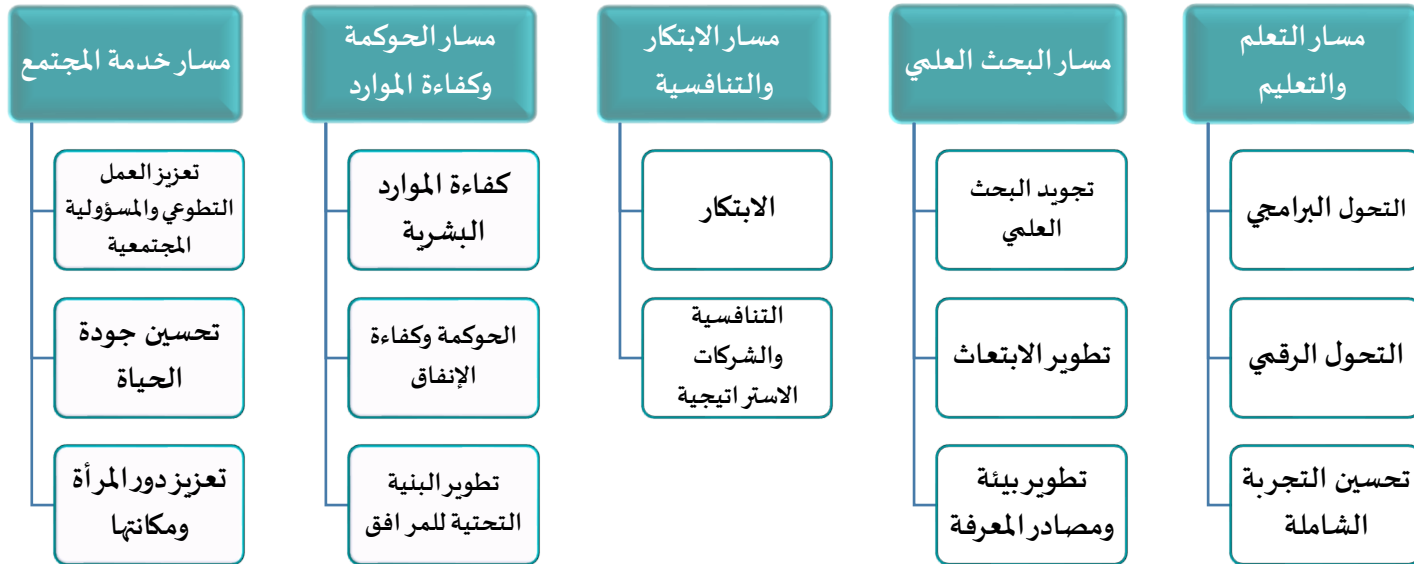 مسار التعلم
والتعليم
التحول البرامجي
التحول الرقمي
تحسين التجربة
الشاملة
مسار البحث العلمي
تجويد البحث
العلمي
تطوير الابتعاث
تطوير بيئة
ومصادر المعرفة
مسار الابتكار
والتنافسية
الابتكار
التنافسية
والشركات
الاستراتيجية
مسار الحوكمة
وكفاءة الموارد
كفاءة الموارد
البشرية
الحوكمة وكفاءة
الإنفاق
تطوير البنية
التحتية للمرافق
مسار خدمة المجتمع
تعزيز العمل
التطوعي والمسؤولية
المجتمعية
تحسين جودة
الحياة
تعزيز دور المرأة
ومكانتها